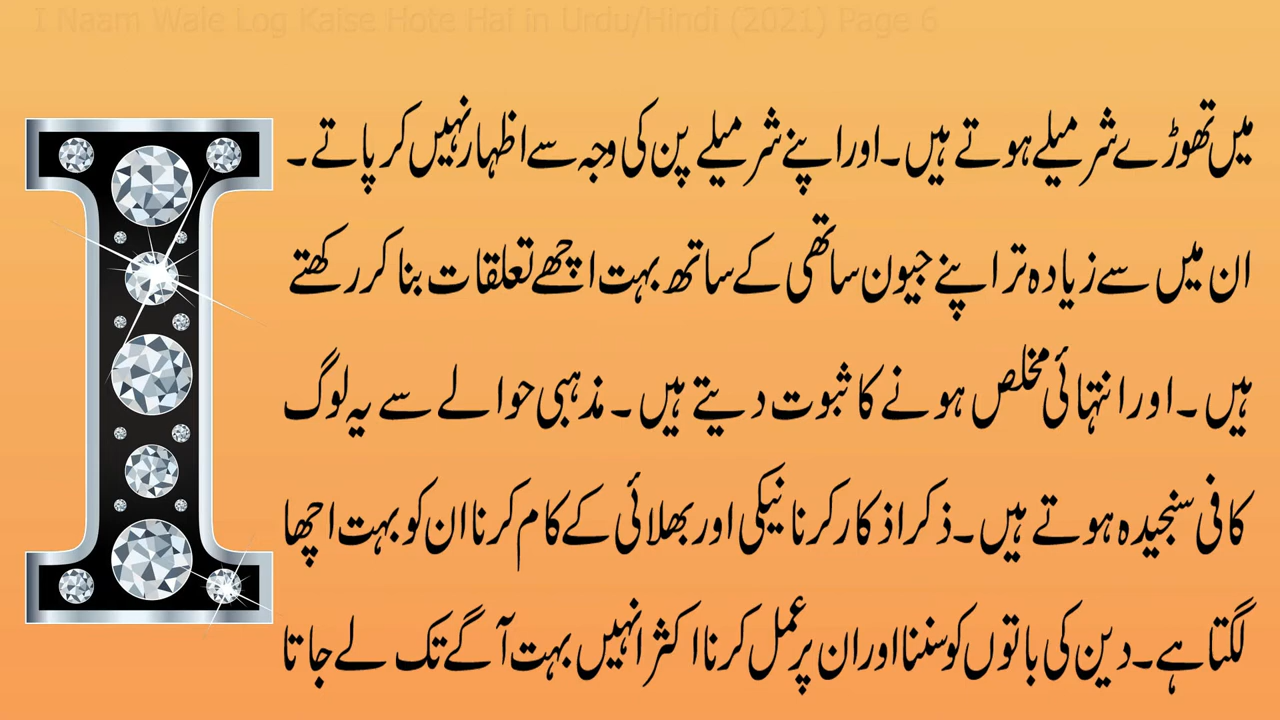 I Naam Wale Log Kaise Hote Hai in Urdu/Hindi (2021) Page 6
I
میں تھوڑے شرمیلے ہوتے ہیں۔اور اپنے شرمیلے پن کی وجہ سے اظہار نہیں کر پاتے۔
ان میں سے زیادہ تر اپنے جیون ساتھی کے ساتھ بہت اچھے تعلقات بنا کر رکھتے
ہیں۔اور انتہائی مخلص ہونے کا ثبوت دیتے ہیں۔مذہبی حوالے سے یہ لوگ
کافی سنجیدہ ہوتے ہیں۔ذکر اذکار کرنا نیکی اور بھلائی کے کام کرنا ان کو بہت اچھا
لگتا ہے۔دین کی باتوں کو سننا اور ان پر عمل کرنا اکثر انہیں بہت آگے تک لے جاتا